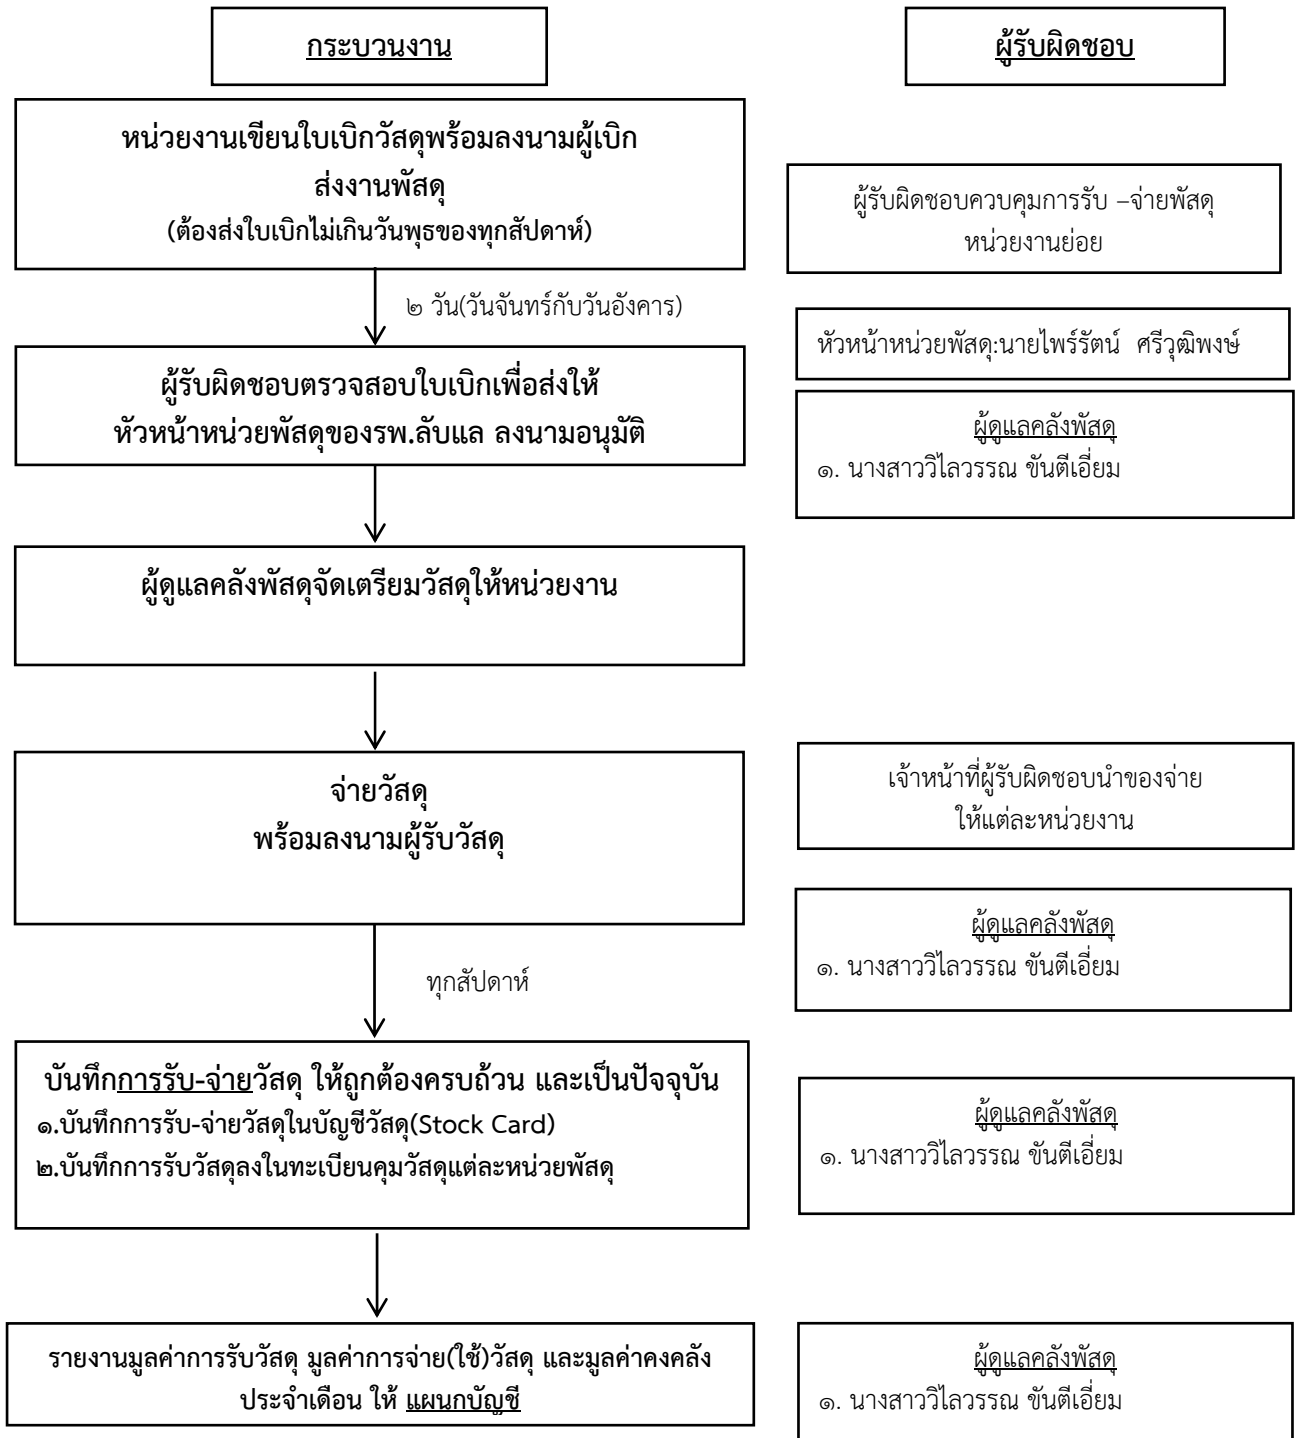 กระบวนงาน
ผู้รับผิดชอบ
หน่วยงานเขียนใบเบิกวัสดุพร้อมลงนามผู้เบิก
ส่งงานพัสดุ
(ต้องส่งใบเบิกไม่เกินวันพุธของทุกสัปดาห์)
ผู้รับผิดชอบควบคุมการรับ –จ่ายพัสดุ
หน่วยงานย่อย
๒ วัน(วันจันทร์กับวันอังคาร)
หัวหน้าหน่วยพัสดุ:นายไพร์รัตน์ ศรีวุฒิพงษ์
ผู้รับผิดชอบตรวจสอบใบเบิกเพื่อส่งให้
หัวหน้าหน่วยพัสดุของรพ.ลับแล ลงนามอนุมัติ
ผู้ดูแลคลังพัสดุ
๑. นางสาววิไลวรรณ ขันตีเอี่ยม
ผู้ดูแลคลังพัสดุจัดเตรียมวัสดุให้หน่วยงาน
จ่ายวัสดุ
พร้อมลงนามผู้รับวัสดุ
เจ้าหน้าที่ผู้รับผิดชอบนำของจ่าย
ให้แต่ละหน่วยงาน
ผู้ดูแลคลังพัสดุ
๑. นางสาววิไลวรรณ ขันตีเอี่ยม
ทุกสัปดาห์
บันทึกการรับ-จ่ายวัสดุ ให้ถูกต้องครบถ้วน และเป็นปัจจุบัน
๑.บันทึกการรับ-จ่ายวัสดุในบัญชีวัสดุ(Stock Card)
๒.บันทึกการรับวัสดุลงในทะเบียนคุมวัสดุแต่ละหน่วยพัสดุ
ผู้ดูแลคลังพัสดุ
๑. นางสาววิไลวรรณ ขันตีเอี่ยม
รายงานมูลค่าการรับวัสดุ มูลค่าการจ่าย(ใช้)วัสดุ และมูลค่าคงคลัง
ประจำเดือน ให้ แผนกบัญชี
ผู้ดูแลคลังพัสดุ
๑. นางสาววิไลวรรณ ขันตีเอี่ยม